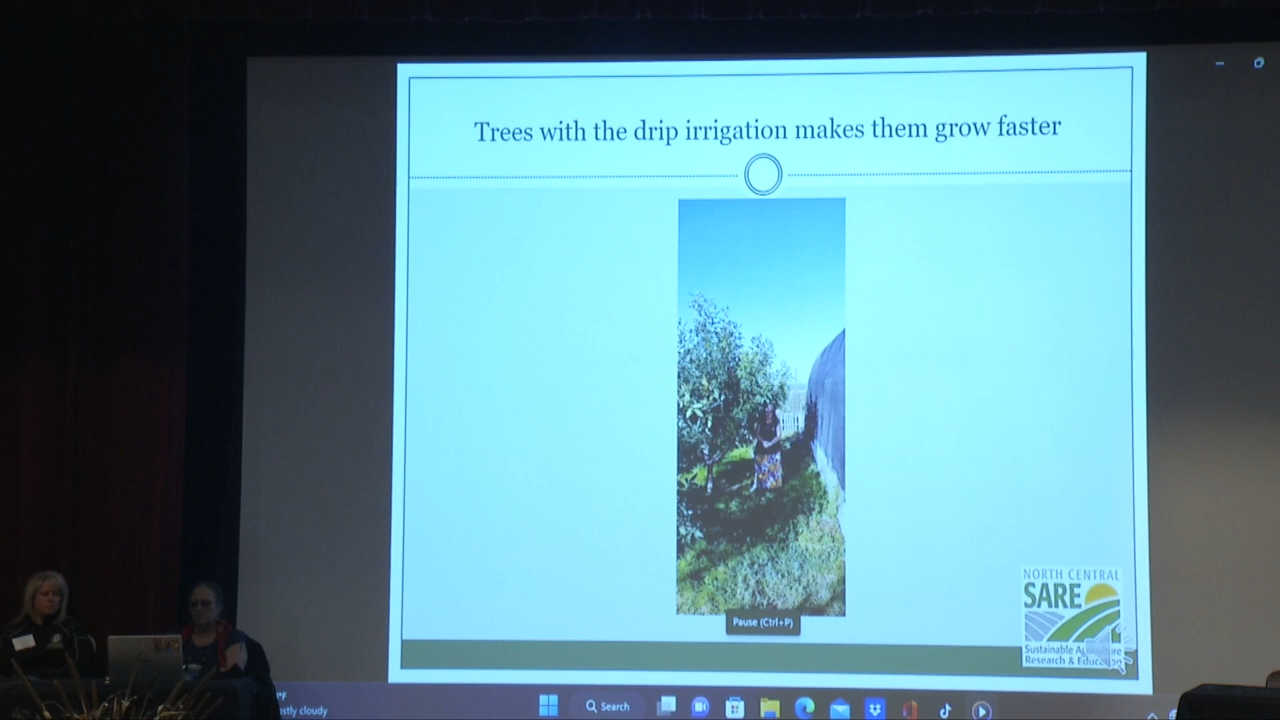 Trees with the drip irrigation makes them grow faster
Pause (Ctrl+P)
NORTH CENTRAL
SARE
Sustainable Agriculture
Research & Education
Search
cloudy